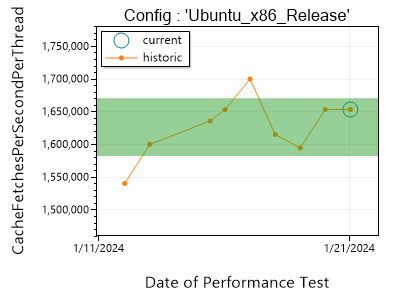 Config : 'Ubuntu_x86_Release'
CacheFetchesPerSecondPerThread
1,750,000
1,700,000
1,650,000
1,600,000
1,550,000
1,500,000
current
historic
1/11/2024
1/21/2024
Date of Performance Test